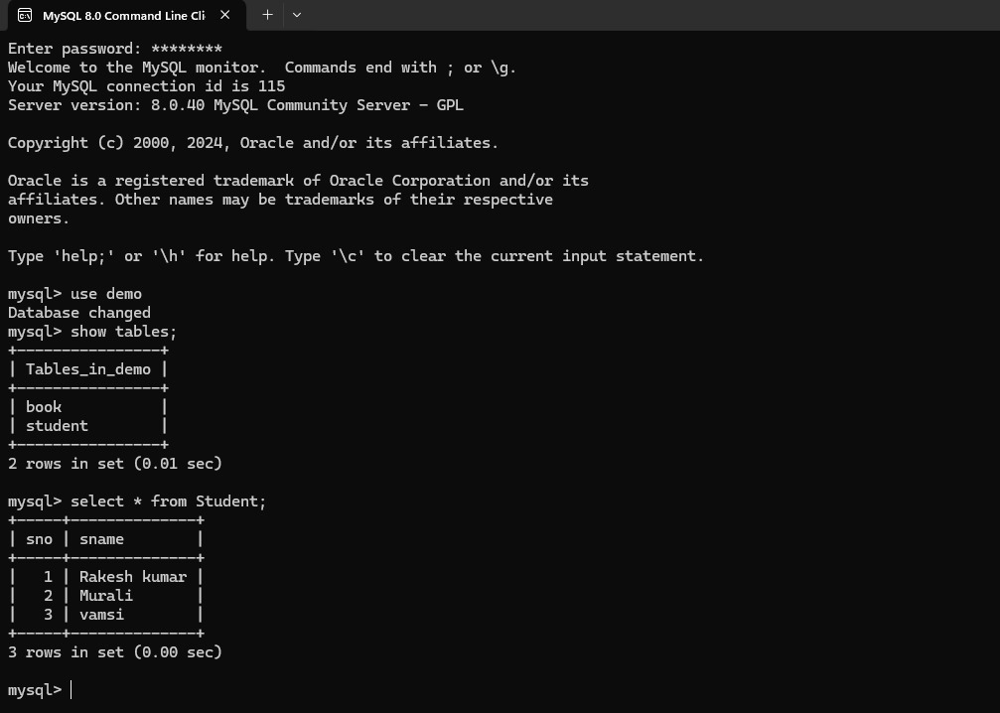 MySQL 8.0 Command Line Cli
Enter password: ********
Welcome to the MySQL monitor.  Commands end with ; or \g.
Your MySQL connection id is 115
Server version: 8.0.40 MySQL Community Server - GPL

Copyright (c) 2000, 2024, Oracle and/or its affiliates.

Oracle is a registered trademark of Oracle Corporation and/or its
affiliates. Other names may be trademarks of their respective
owners.

Type 'help;' or '\h' for help. Type '\c' to clear the current input statement.

mysql> use demo
Database changed
mysql> show tables;
+----------------+
| Tables_in_demo |
+----------------+
| book           |
| student        |
+----------------+
2 rows in set (0.01 sec)

mysql> select * from Student;
+-----+--------------+
| sno | sname        |
+-----+--------------+
|   1 | Rakesh kumar |
|   2 | Murali       |
|   3 | vamsi        |
+-----+--------------+
3 rows in set (0.00 sec)

mysql>